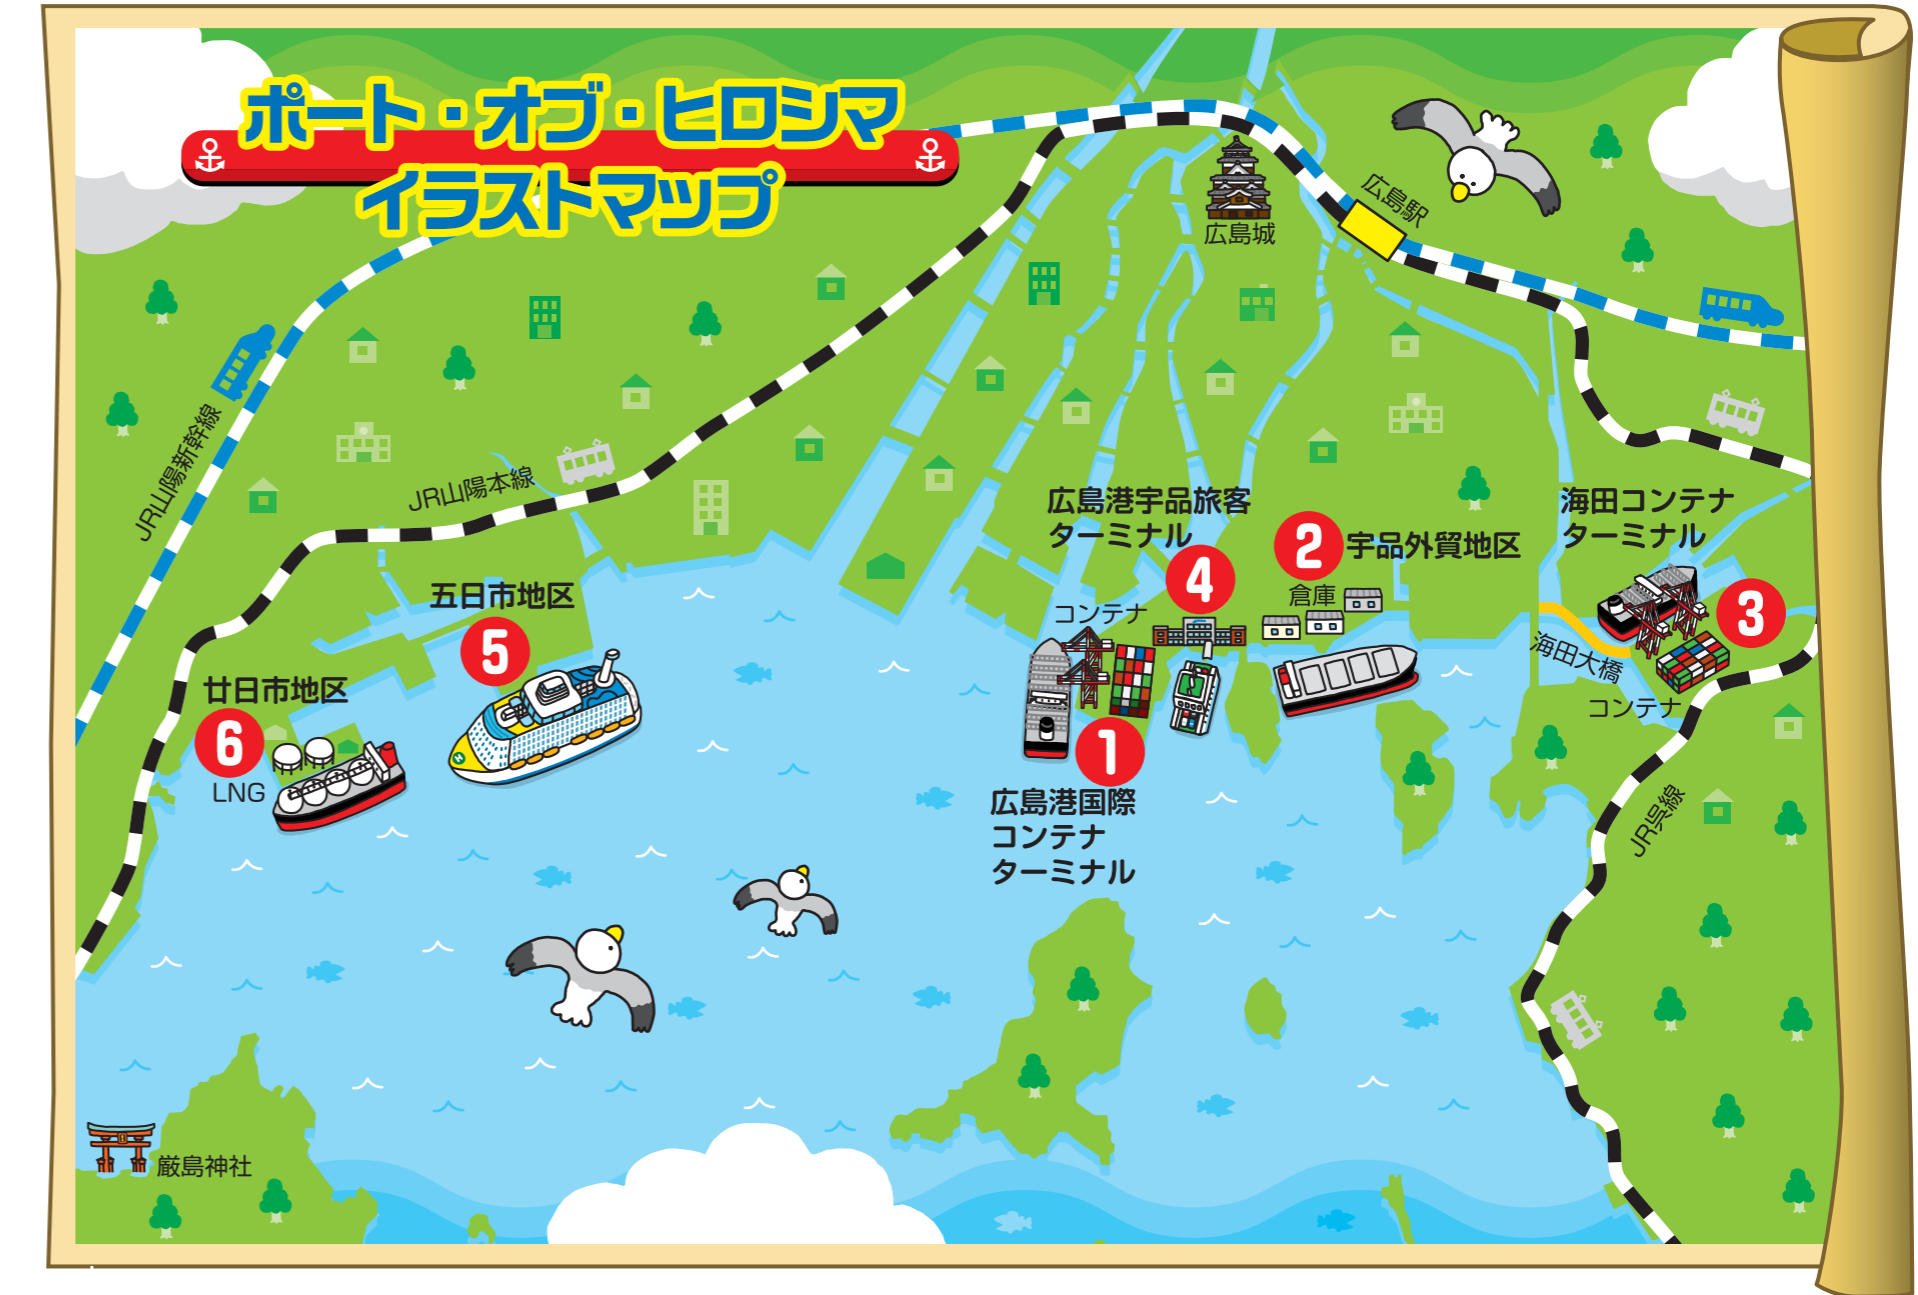 ポート・オブ・ヒロシマ
イラストマップ
広島駅
広島城
JR山陽新幹線
JR山陽本線
広島港宇品旅客
ターミナル
4
2
宇品外貿地区
倉庫
海田コンテナ
ターミナル
3
海田大橋
コンテナ
五日市地区
5
コンテナ
1
広島港国際
コンテナ
ターミナル
廿日市地区
6
LNG
JR呉線
厳島神社